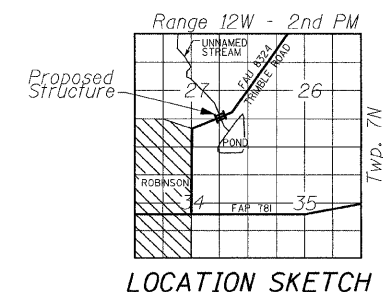 Range 12W - 2nd PM
UNNAMED
STREAM
FAU 8324
TRIMBLE ROAD
Proposed
Structure
27
26
Twp. 7N
POND
ROBINSON
34
35
FAP 781
LOCATION SKETCH